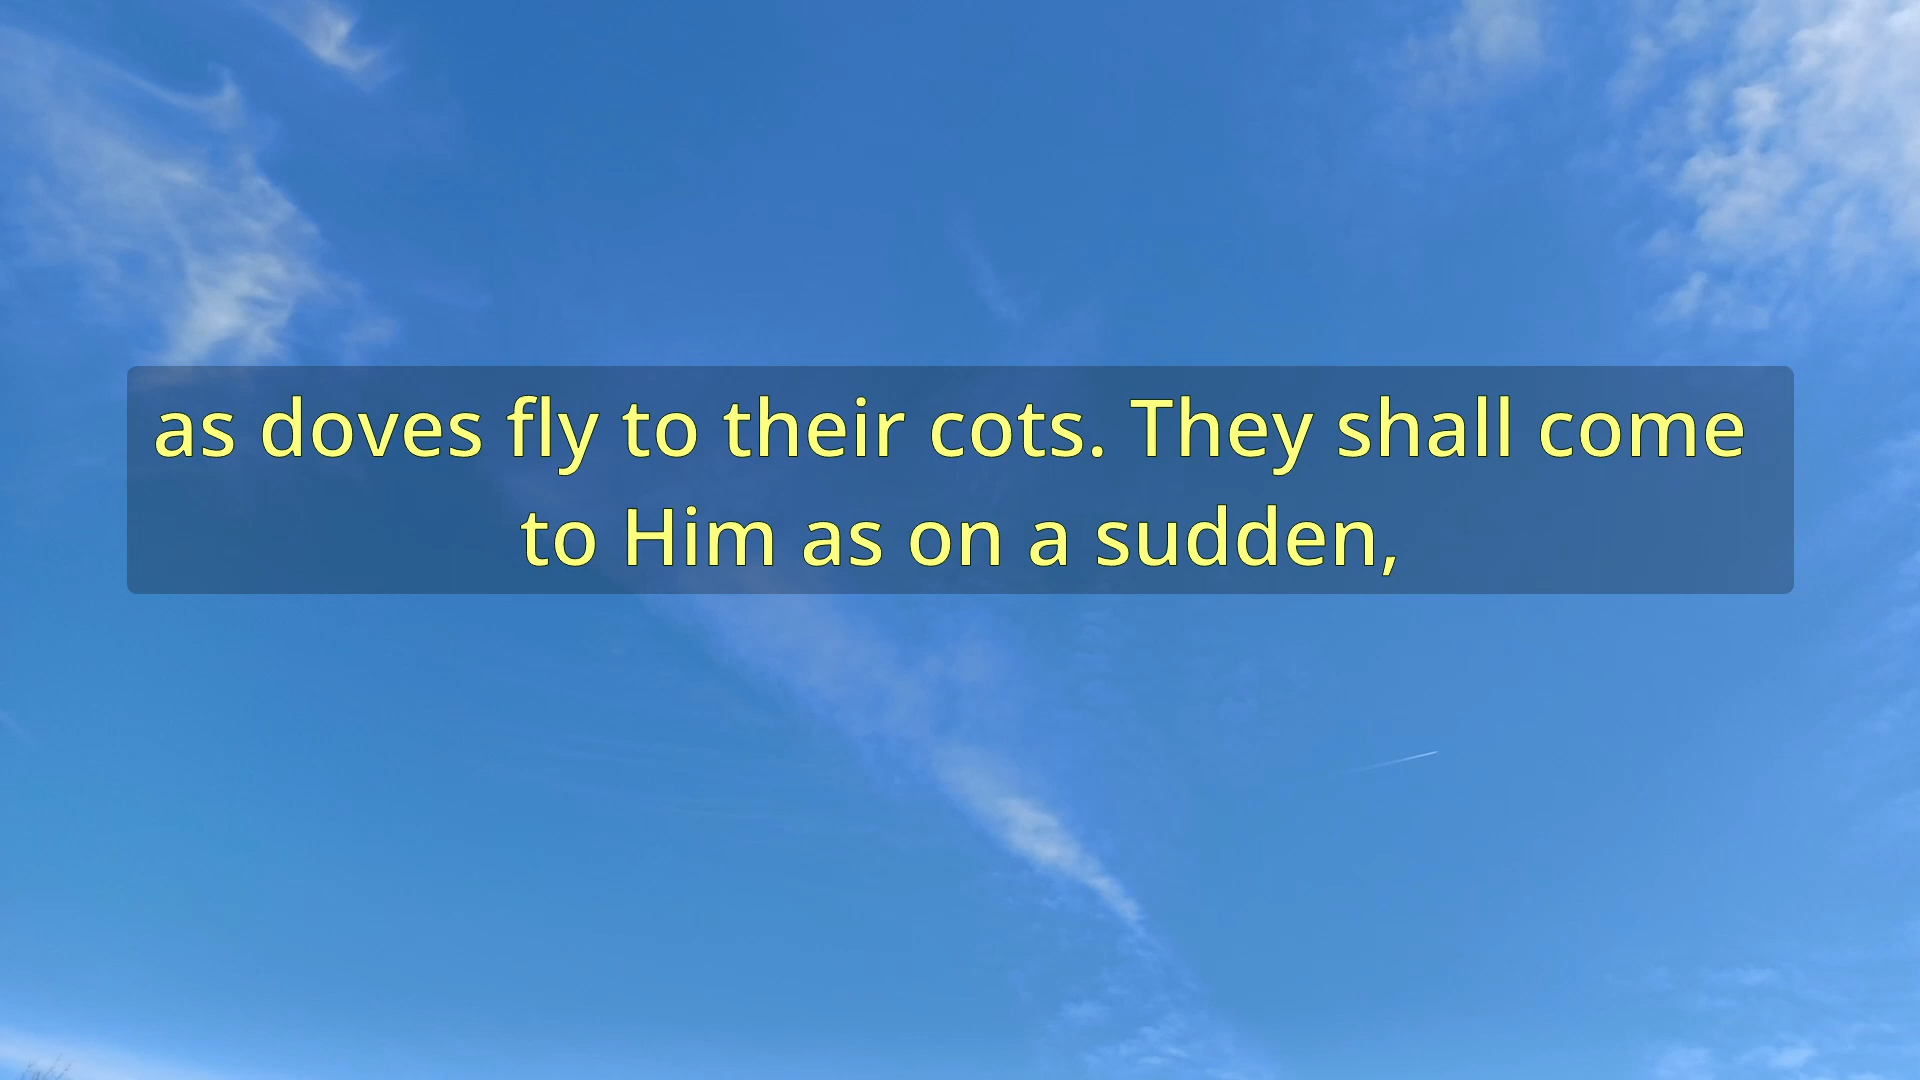 as doves fly to their cots. They shall come
to Him as on a sudden,